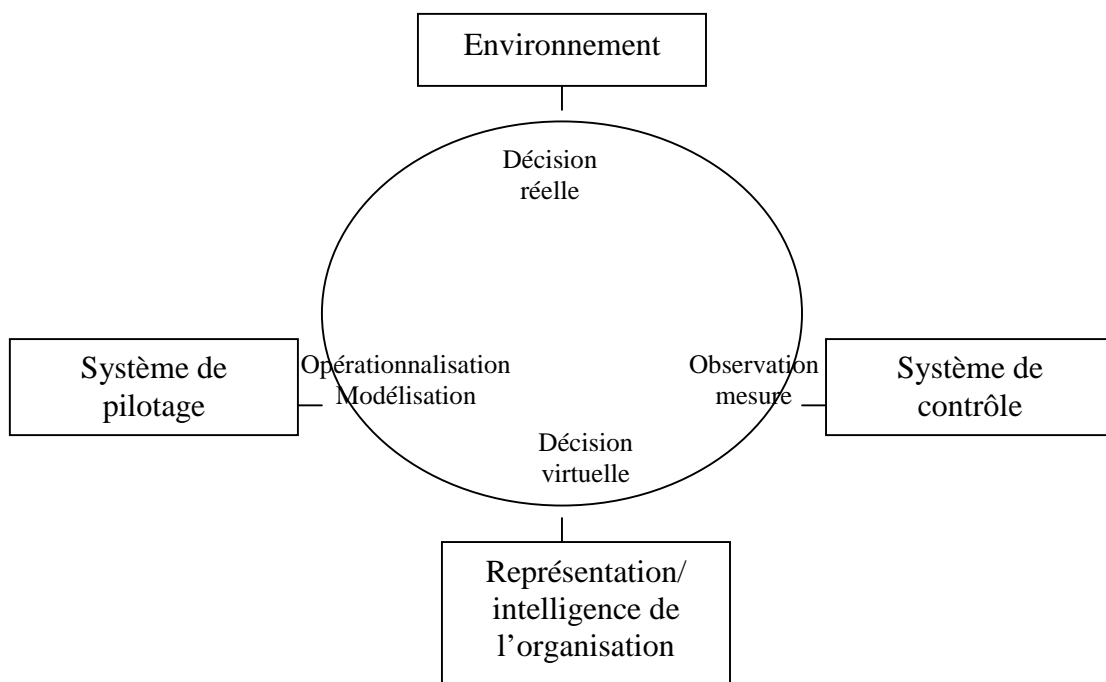 Environnement
Décision
réelle
Système de
pilotage
Opérationnalisation
Modélisation
Observation
mesure
Système de
contrôle
Décision
virtuelle
Représentation/
intelligence de
l’organisation